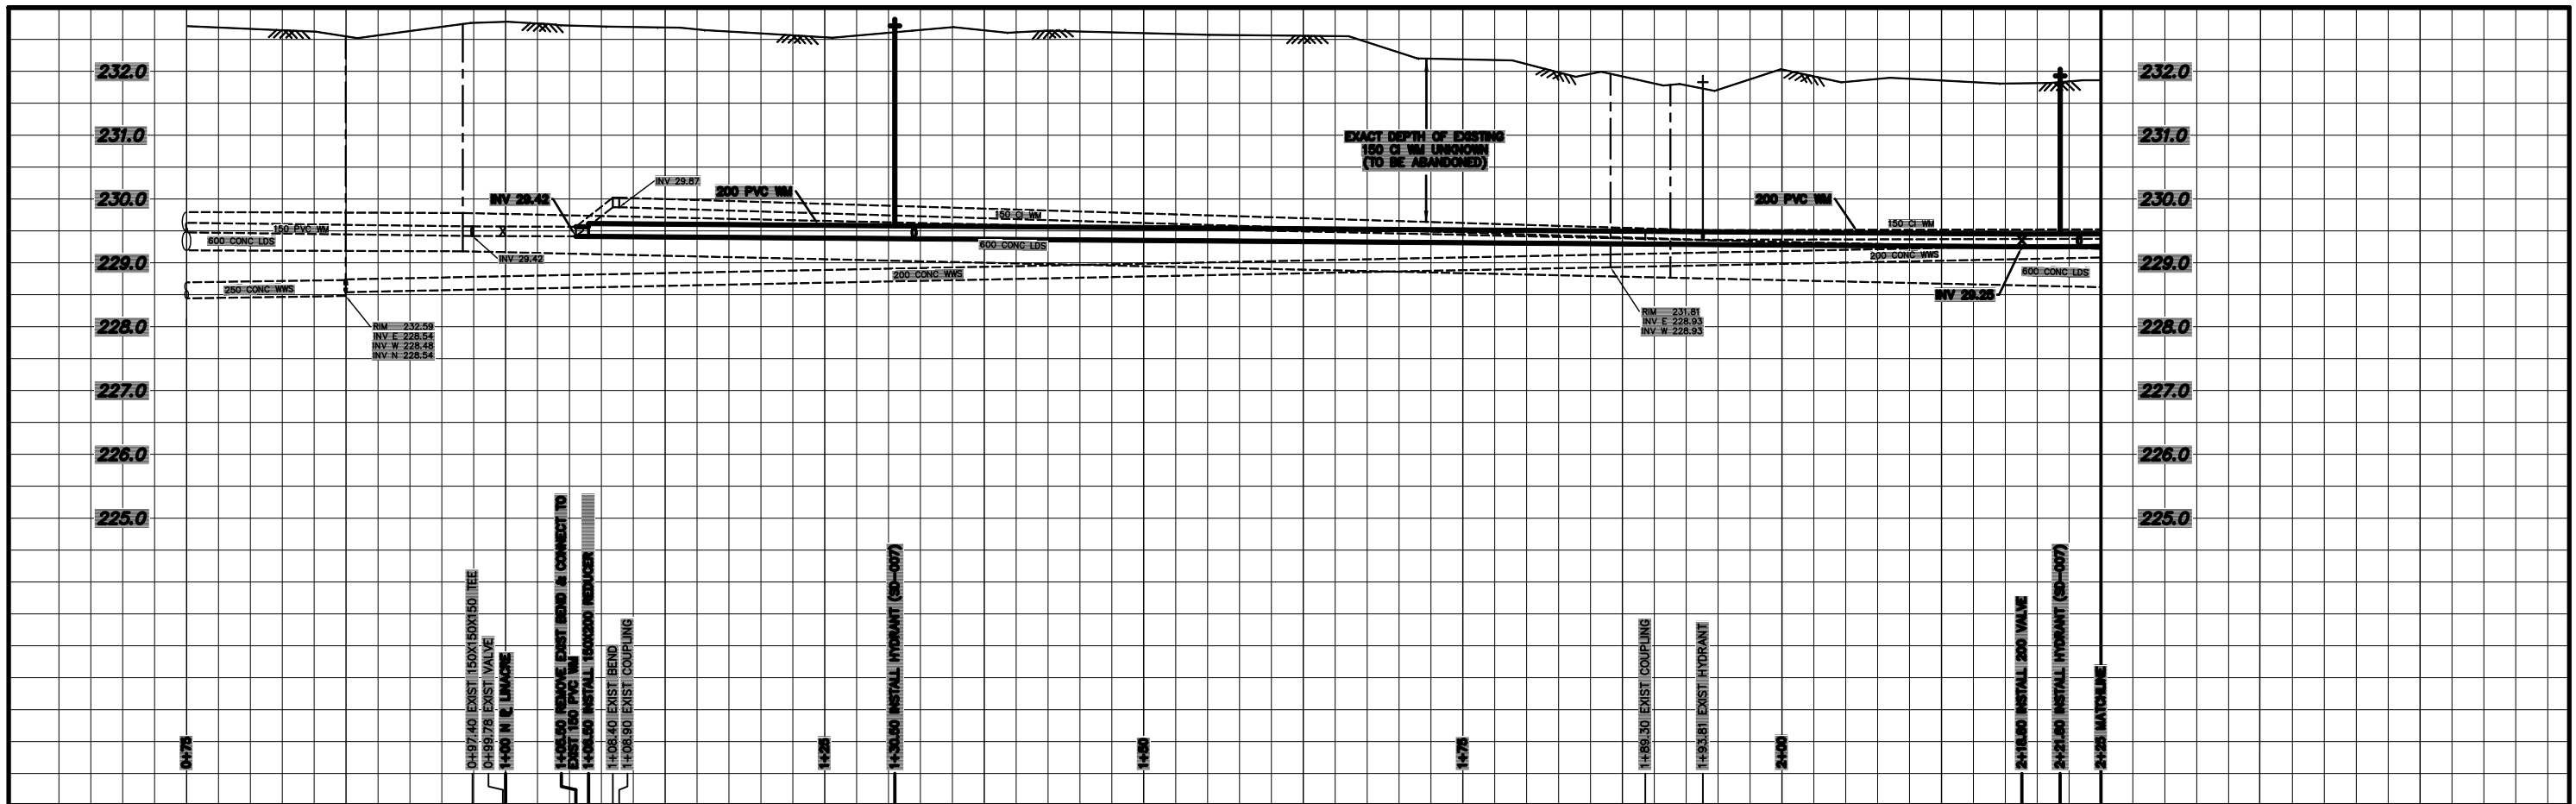 232.0
232.0
231.0
231.0
EXACT DEPTH OF EXISTING
150 CI WM UNKNOWN
(TO BE ABANDONED)
INV 29.87
230.0
INV 29.42
200 PVC WM
200 PVC WM
230.0
150 CI WM
150 CI WM
150 PVC WM
600 CONC LDS
600 CONC LDS
INV 29.42
200 CONC WWS
229.0
229.0
200 CONC WWS
600 CONC LDS
250 CONC WWS
INV 29.25
228.0
228.0
RIM 232.59
INV E 228.54
INV W 228.48
INV N 228.54
RIM 231.81
INV E 228.93
INV W 228.93
227.0
227.0
226.0
226.0
225.0
225.0
0+75
0+97.40 EXIST 150X150X150 TEE
0+99.78 EXIST VALVE
1+00 N LINACRE
REMOVE EXIST BEND & CONNECT TO
EXIST 150 PVC WM
INSTALL 150X200 REDUCER
1+08.40 EXIST BEND
1+08.90 EXIST COUPLING
1+25
1+30.50 INSTALL HYDRANT (SD-007)
1+50
1+75
1+89.30 EXIST COUPLING
1+93.81 EXIST HYDRANT
2+00
2+18.80 INSTALL 200 VALVE
2+21.80 INSTALL HYDRANT (SD-007)
2+25 MATCHLINE